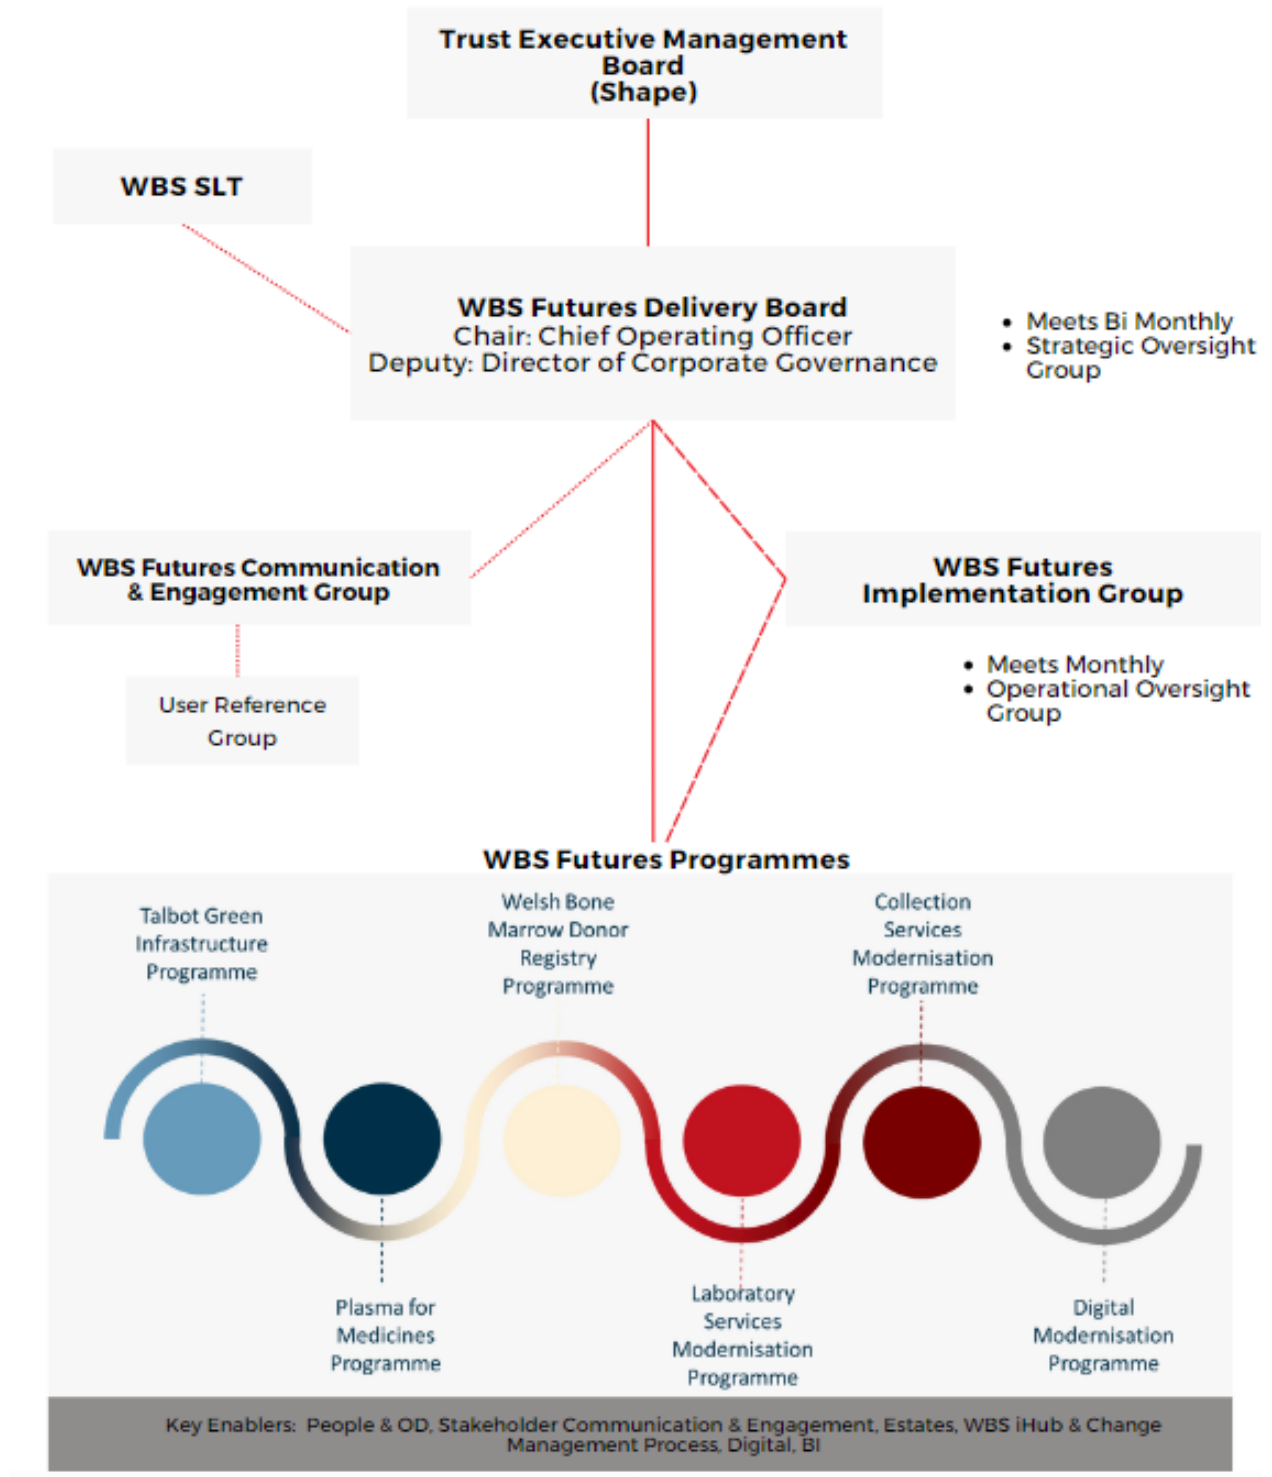 Trust Executive Management
Board
(Shape)
WBS SLT
WBS Futures Delivery Board
Chair: Chief Operating Officer
Deputy: Director of Corporate Governance
• Meets Bi Monthly
• Strategic Oversight
Group
WBS Futures Communication
& Engagement Group
WBS Futures
Implementation Group
User Reference
Group
• Meets Monthly
• Operational Oversight
Group
WBS Futures Programmes
Talbot Green
Infrastructure
Programme
Welsh Bone
Marrow Donor
Registry
Programme
Collection
Services
Modernisation
Programme
Plasma for
Medicines
Programme
Laboratory
Services
Modernisation
Programme
Digital
Modernisation
Programme
Key Enablers: People & OD, Stakeholder Communication & Engagement, Estates, WBS iHub & Change
Management Process, Digital, BI